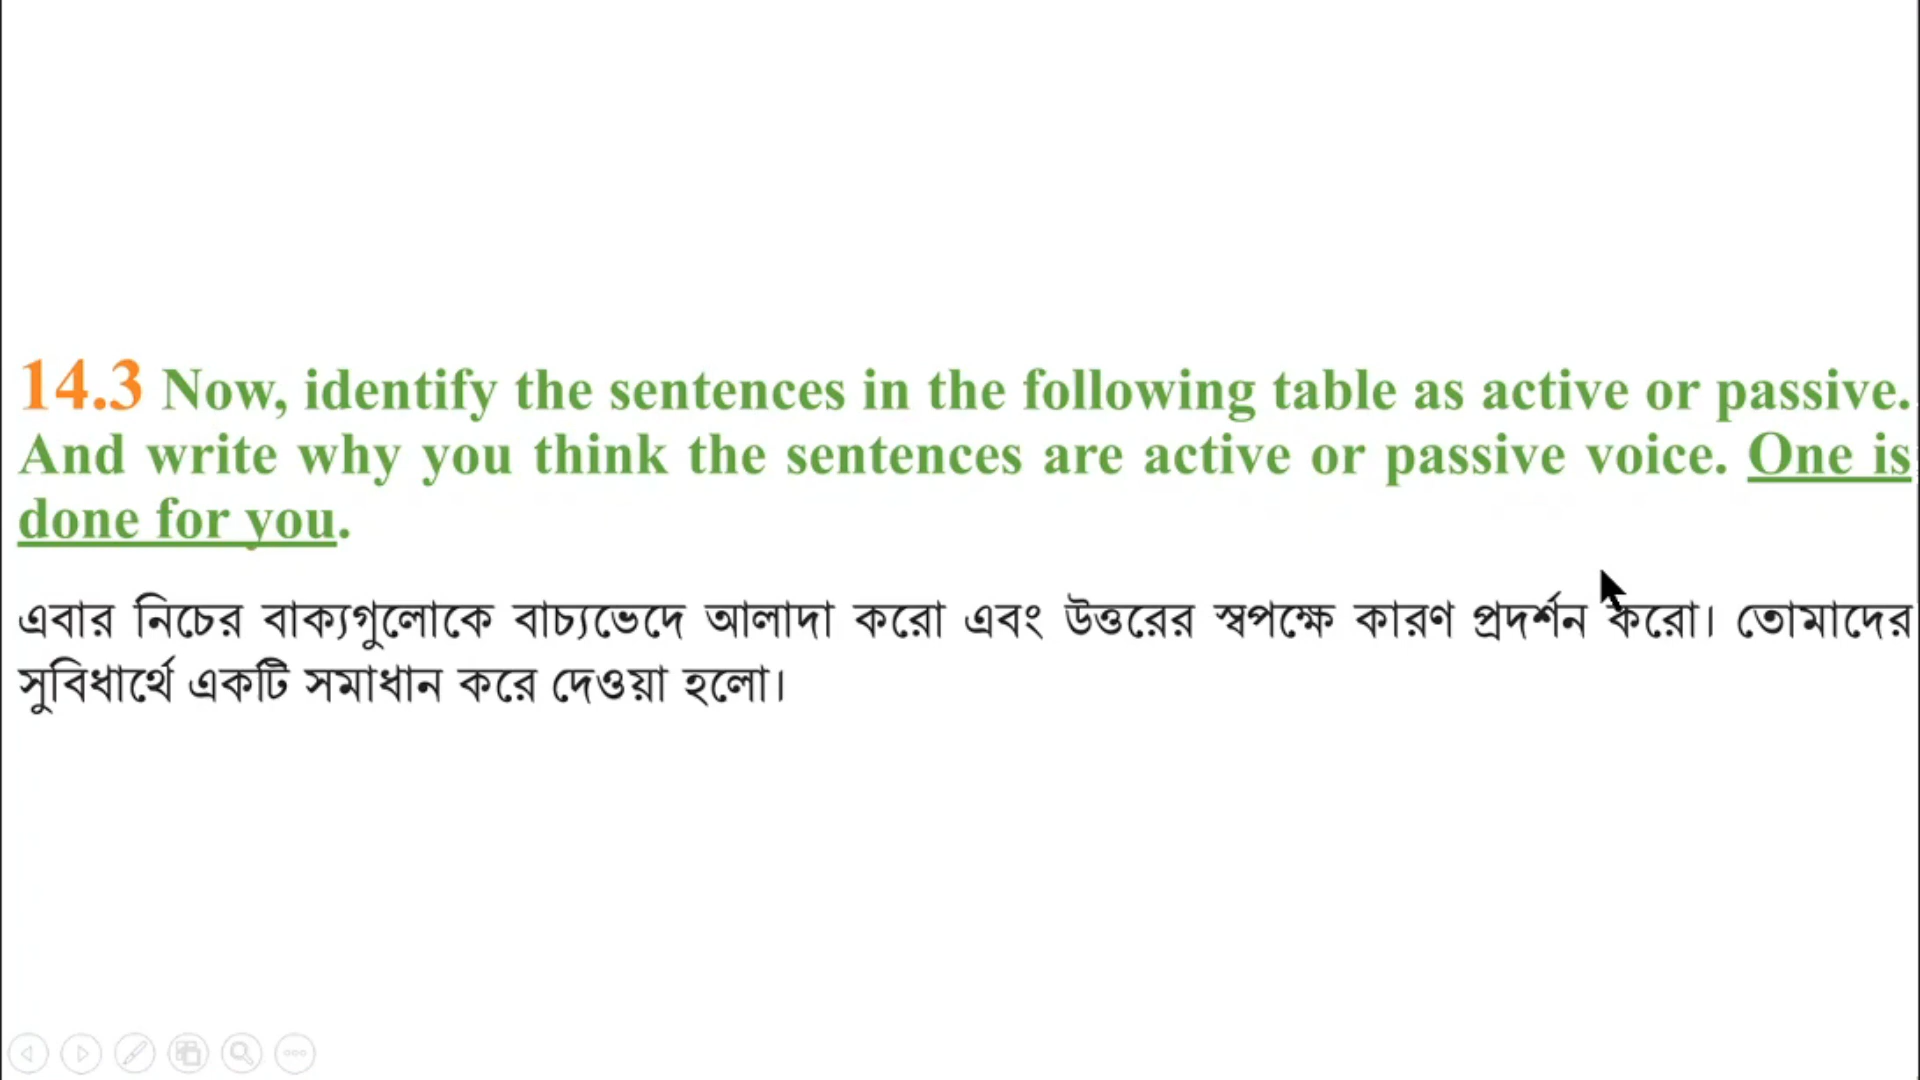 14.3 Now, identify the sentences in the following table as active or passive.
And write why you think the sentences are active or passive voice. One is
done for you.
এবার নিচের বাক্যগুলোকে বাচ্যভেদে আলাদা করো এবং উত্তরের স্বপক্ষে কারণ প্রদর্শন করো। তোমাদের
সুবিধার্থে একটি সমাধান করে দেওয়া হলো।